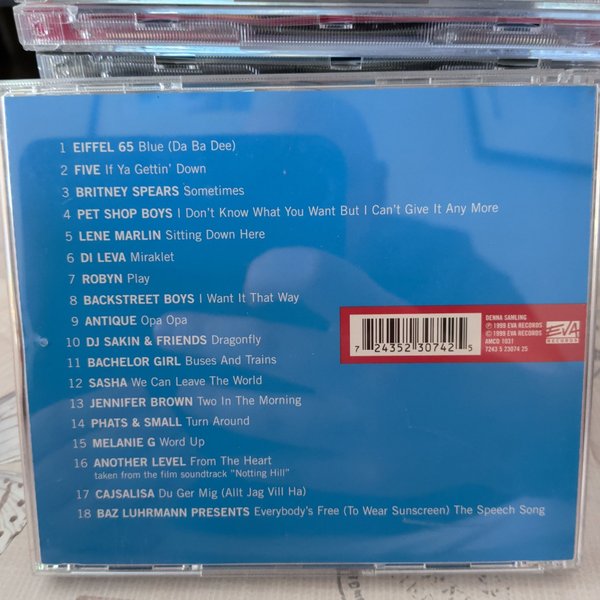 1 EIFFEL 65 Blue (Da Ba Dee)
2 FIVE If Ya Gettin' Down
3 BRITNEY SPEARS Sometimes
4 PET SHOP BOYS I Don't Know What You Want But I Can't Give It Any More
5 LENE MARLIN Sitting Down Here
6 DI LEVA Miraklet
7 ROBYN Play
8 BACKSTREET BOYS I Want It That Way
9 ANTIQUE Opa Opa
10 DJ SAKIN & FRIENDS Dragonfly
11 BACHELOR GIRL Buses And Trains
12 SASHA We Can Leave The World
13 JENNIFER BROWN Two In The Morning
14 PHATS & SMALL Turn Around
15 MELANIE G Word Up
16 ANOTHER LEVEL From The Heart
taken from the film soundtrack "Notting Hill"
17 CAJSALISA Du Ger Mig (Allt Jag Vill Ha)
18 BAZ LUHRMANN PRESENTS Everybody's Free (To Wear Sunscreen) The Speech Song
7 24352 30742 5
DENNA SAMLING
℗ 1999 EVA RECORDS
© 1999 EVA RECORDS
AMCD 1031
7243 5 23074 25
EVA
RECORDS